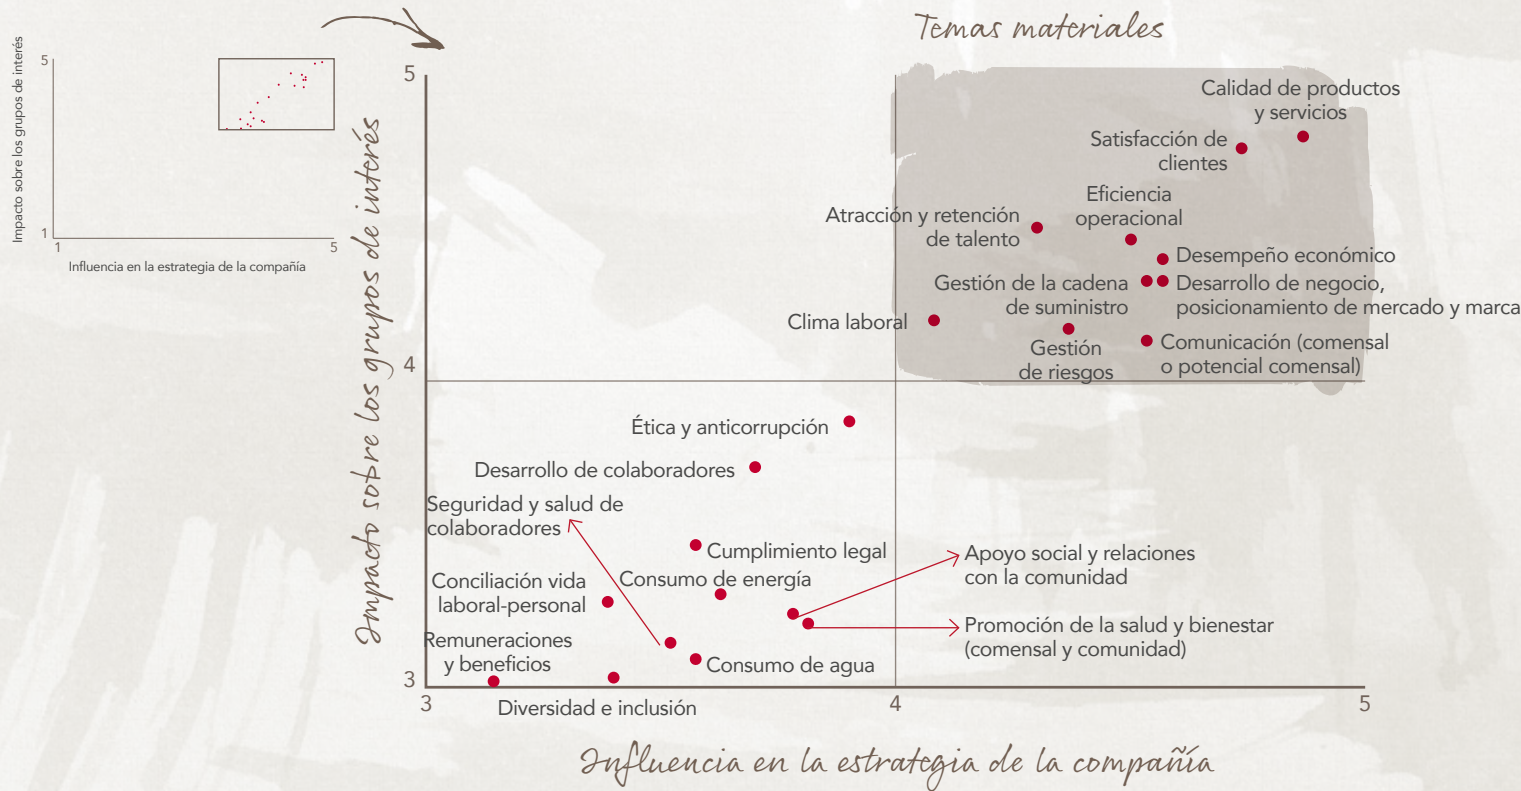 Impacto sobre los grupos de interés
5
1
1
5
Influencia en la estrategia de la compañía
Temas materiales
Impacto sobre los grupos de interés
5
4
3
Calidad de productos
y servicios
Satisfacción de
clientes
Eficiencia
operacional
Atracción y retención
de talento
Desempeño económico
Gestión de la cadena
de suministro
Desarrollo de negocio,
posicionamiento de mercado y marca
Clima laboral
Gestión
de riesgos
Comunicación (comensal
o potencial comensal)
Ética y anticorrupción
Desarrollo de colaboradores
Seguridad y salud de
colaboradores
Cumplimiento legal
Apoyo social y relaciones
con la comunidad
Consumo de energía
Conciliación vida
laboral-personal
Promoción de la salud y bienestar
(comensal y comunidad)
Remuneraciones
y beneficios
Consumo de agua
Diversidad e inclusión
3
4
5
Influencia en la estrategia de la compañía